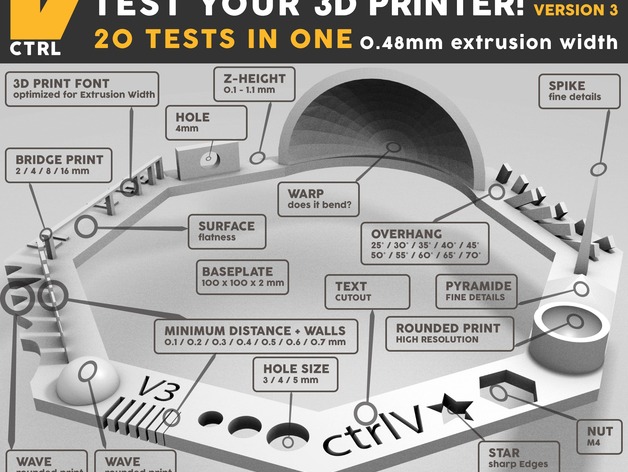 TEST YOUR 3D PRINTER! VERSION 3
CTRL
20 TESTS IN ONE 0.48mm extrusion width
3D PRINT FONT
optimized for Extrusion Width
Z-HEIGHT
0.1 - 1.1 mm
SPIKE
fine details
HOLE
4mm
BRIDGE PRINT
2 / 4 / 8 / 16 mm
WARP
does it bend?
SURFACE
flatness
OVERHANG
25° / 30° / 35° / 40° / 45°
50° / 55° / 60° / 65° / 70°
BASEPLATE
100 x 100 x 2 mm
TEXT
CUTOUT
PYRAMIDE
FINE DETAILS
MINIMUM DISTANCE + WALLS
0.1 / 0.2 / 0.3 / 0.4 / 0.5 / 0.6 / 0.7 mm
ROUNDED PRINT
HIGH RESOLUTION
HOLE SIZE
3 / 4 / 5 mm
V3
ctrlV
NUT
M4
STAR
sharp Edges
WAVE
rounded print
WAVE
rounded print